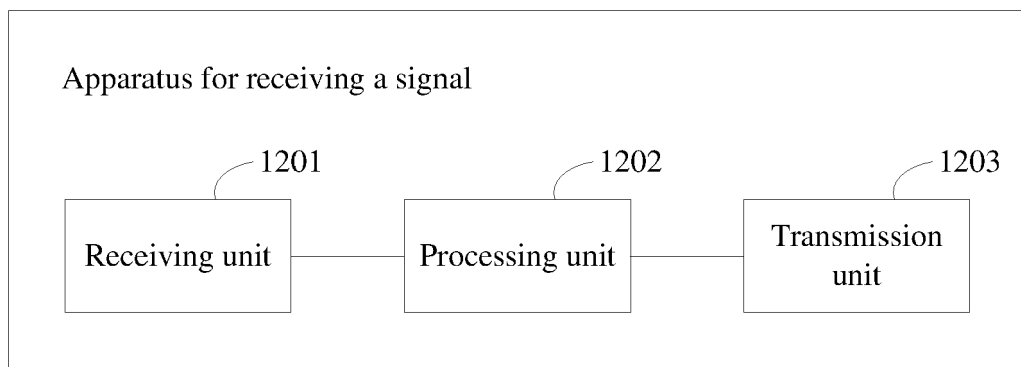 Apparatus for receiving a signal
1201
1202
1203
Receiving unit
Processing unit
Transmission
unit